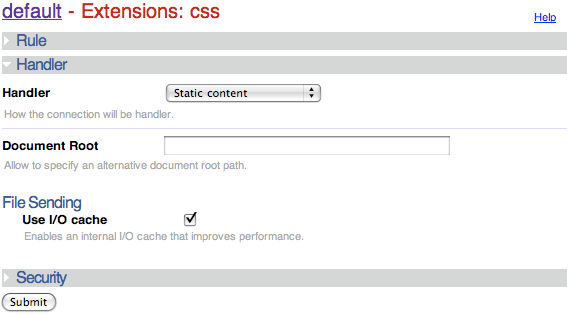 default - Extensions: css
Help
Rule
Handler
Handler Static content
How the connection will be handler.
Document Root
Allow to specify an alternative document root path.
File Sending
Use I/O cache
Enables an internal I/O cache that improves performance.
Security
Submit